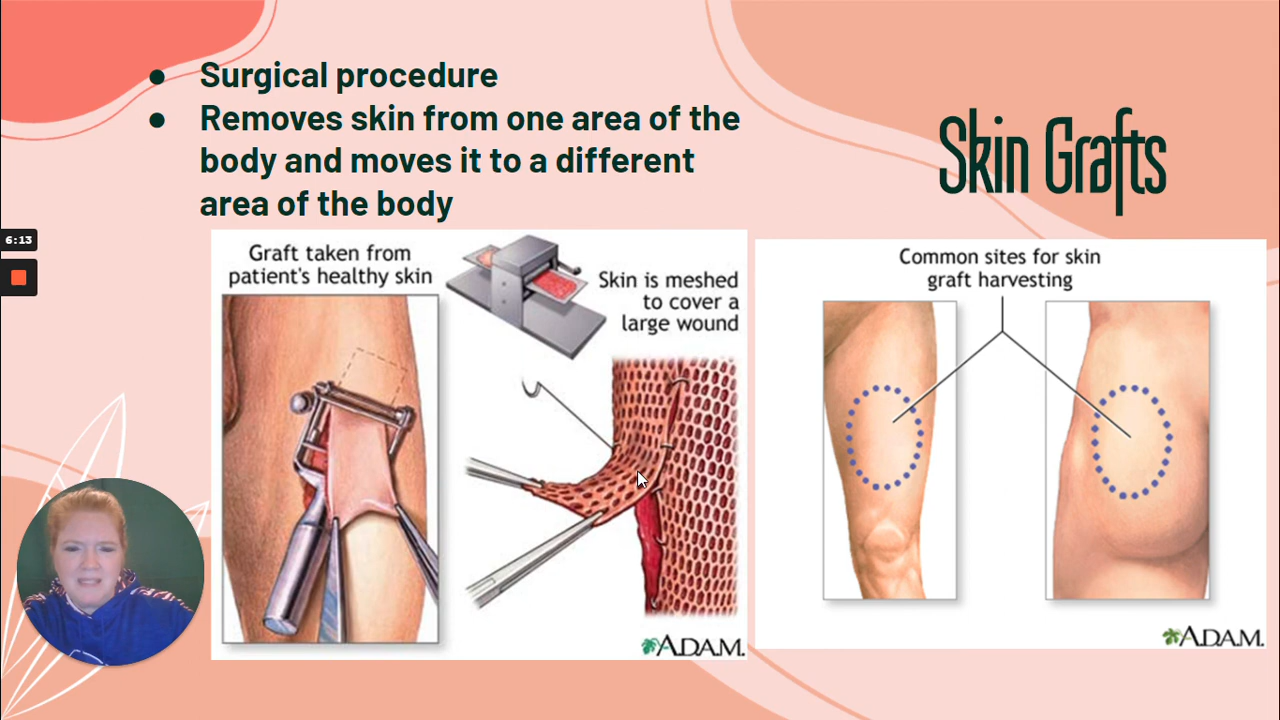 ● Surgical procedure
● Removes skin from one area of the
body and moves it to a different
area of the body
Skin Grafts
6:13
Graft taken from
patient's healthy skin
Skin is meshed
to cover a
large wound
A.D.A.M.
Common sites for skin
graft harvesting
A.D.A.M.